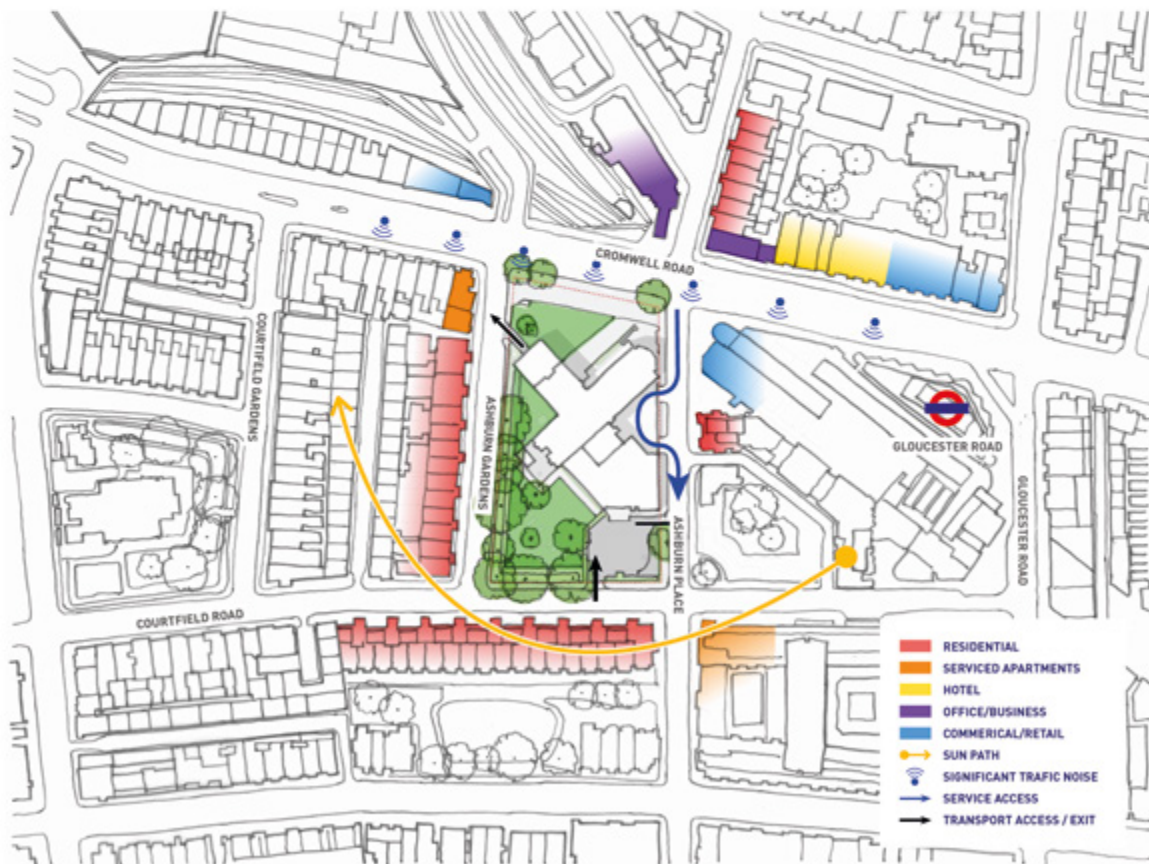 CROMWELL ROAD
COURTFIELD GARDENS
ASHBURN GARDENS
GLOUCESTER ROAD
GLOUCESTER ROAD
ASHBURN PLACE
COURTFIELD ROAD
RESIDENTIAL
SERVICED APARTMENTS
HOTEL
OFFICE/BUSINESS
COMMERICAL/RETAIL
SUN PATH
SIGNIFICANT TRAFIC NOISE
SERVICE ACCESS
TRANSPORT ACCESS / EXIT